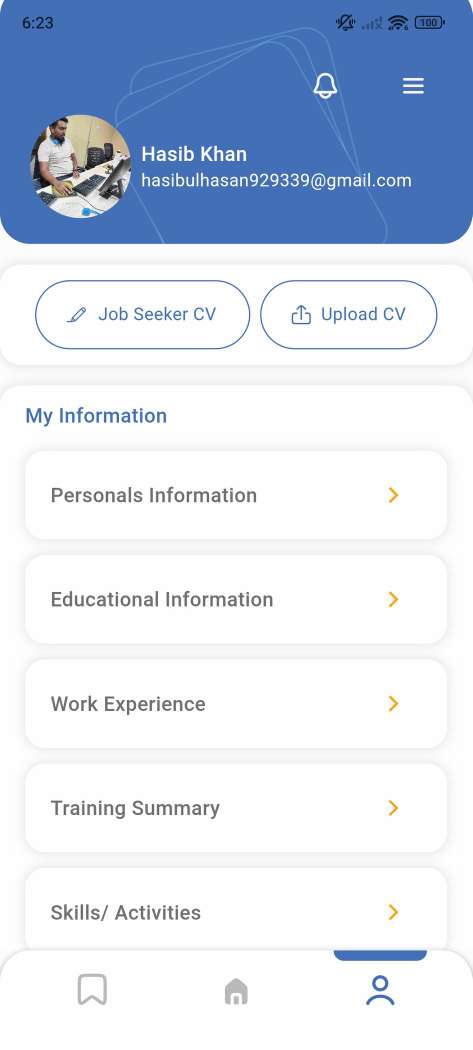 6:23
100
Hasib Khan
hasibulhasan929339@gmail.com
Job Seeker CV
Upload CV
My Information
Personals Information
Educational Information
Work Experience
Training Summary
Skills/ Activities